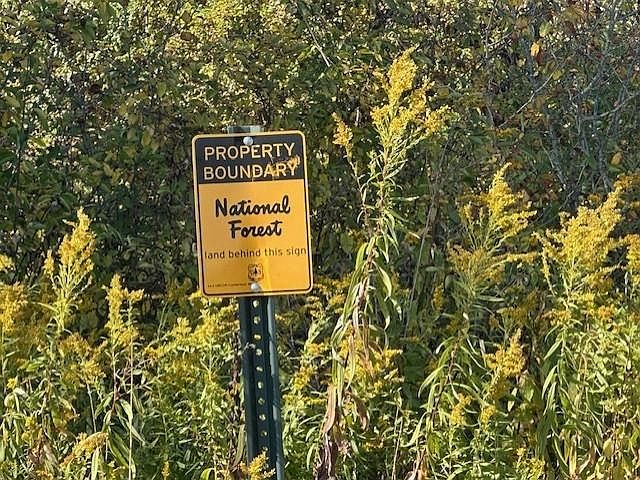 PROPERTY
BOUNDARY
National
Forest
land behind this sign